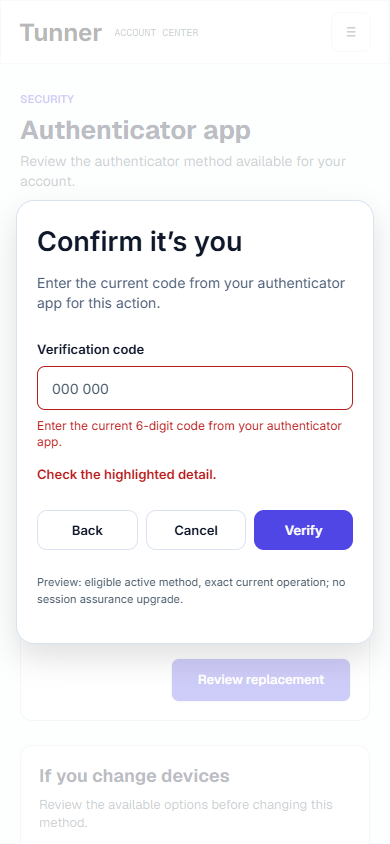 Tunner ACCOUNT CENTER
SECURITY
Authenticator app
Review the authenticator method available for your
account.
Confirm it’s you
Enter the current code from your authenticator
app for this action.
Verification code
000 000
Enter the current 6-digit code from your authenticator
app.
Check the highlighted detail.
Back Cancel Verify
Preview: eligible active method, exact current operation; no
session assurance upgrade.
Review replacement
If you change devices
Review the available options before changing this
method.